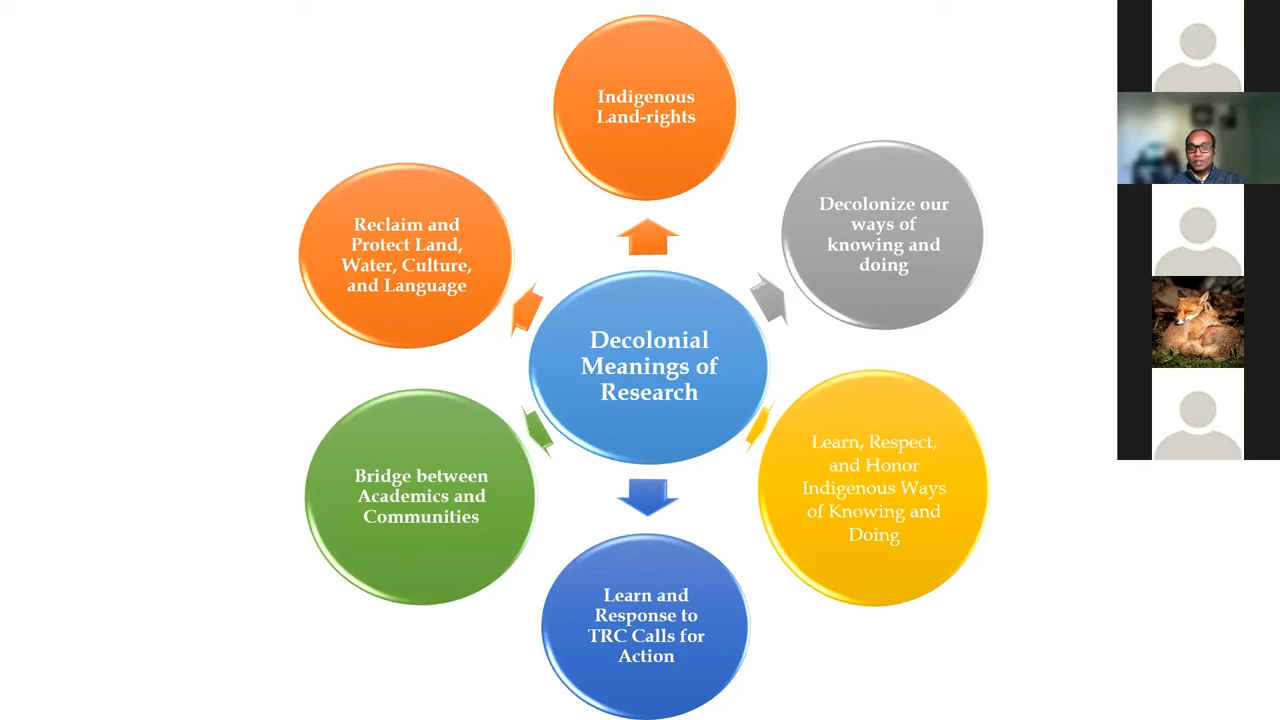 Indigenous
Land-rights
Decolonize our
ways of
knowing and
doing
Learn, Respect,
and Honor
Indigenous Ways
of Knowing and
Doing
Learn and
Response to
TRC Calls for
Action
Bridge between
Academics and
Communities
Reclaim and
Protect Land,
Water, Culture,
and Language
Decolonial
Meanings of
Research